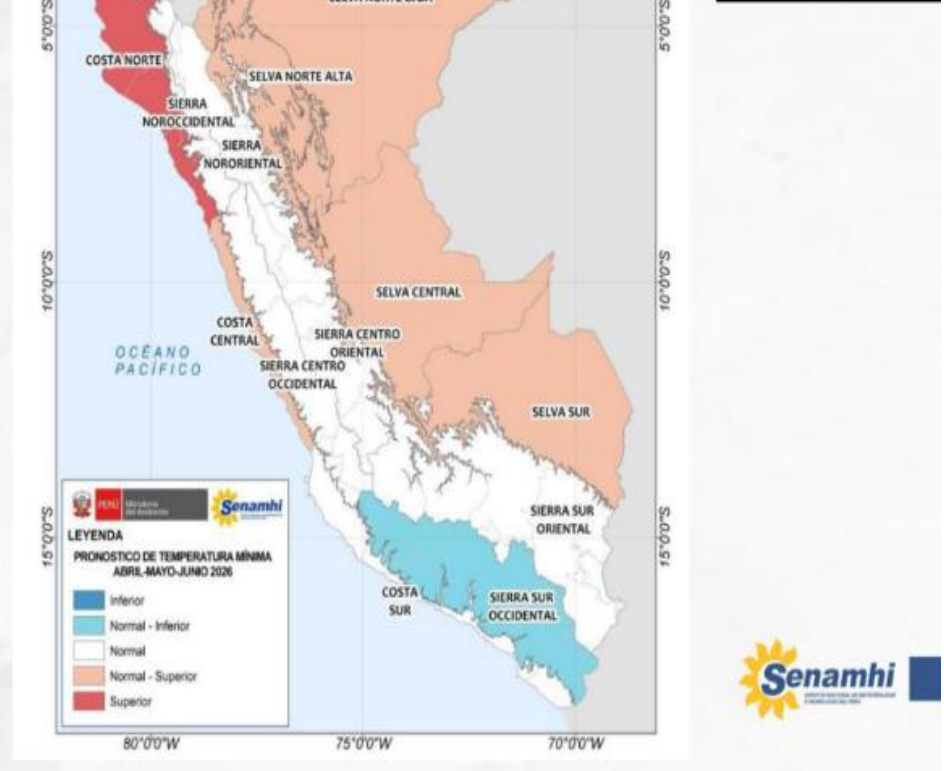 5°0'0"S
5°0'0"S
COSTA NORTE
SELVA NORTE ALTA
SIERRA
NOROCCIDENTAL
SIERRA
NORORIENTAL
10°0'0"S
10°0'0"S
SELVA CENTRAL
COSTA
CENTRAL
SIERRA CENTRO
ORIENTAL
OCÉANO
PACÍFICO
SIERRA CENTRO
OCCIDENTAL
SELVA SUR
PERÚ
Ministerio
del Ambiente
Senamhi
LEYENDA
PRONOSTICO DE TEMPERATURA MÍNIMA
ABRIL-MAYO-JUNIO 2026
Inferior
Normal - Inferior
Normal
Normal - Superior
Superior
SIERRA SUR
ORIENTAL
15°0'0"S
15°0'0"S
COSTA
SUR
SIERRA SUR
OCCIDENTAL
Senamhi
80°0'0"W
75°0'0"W
70°0'0"W